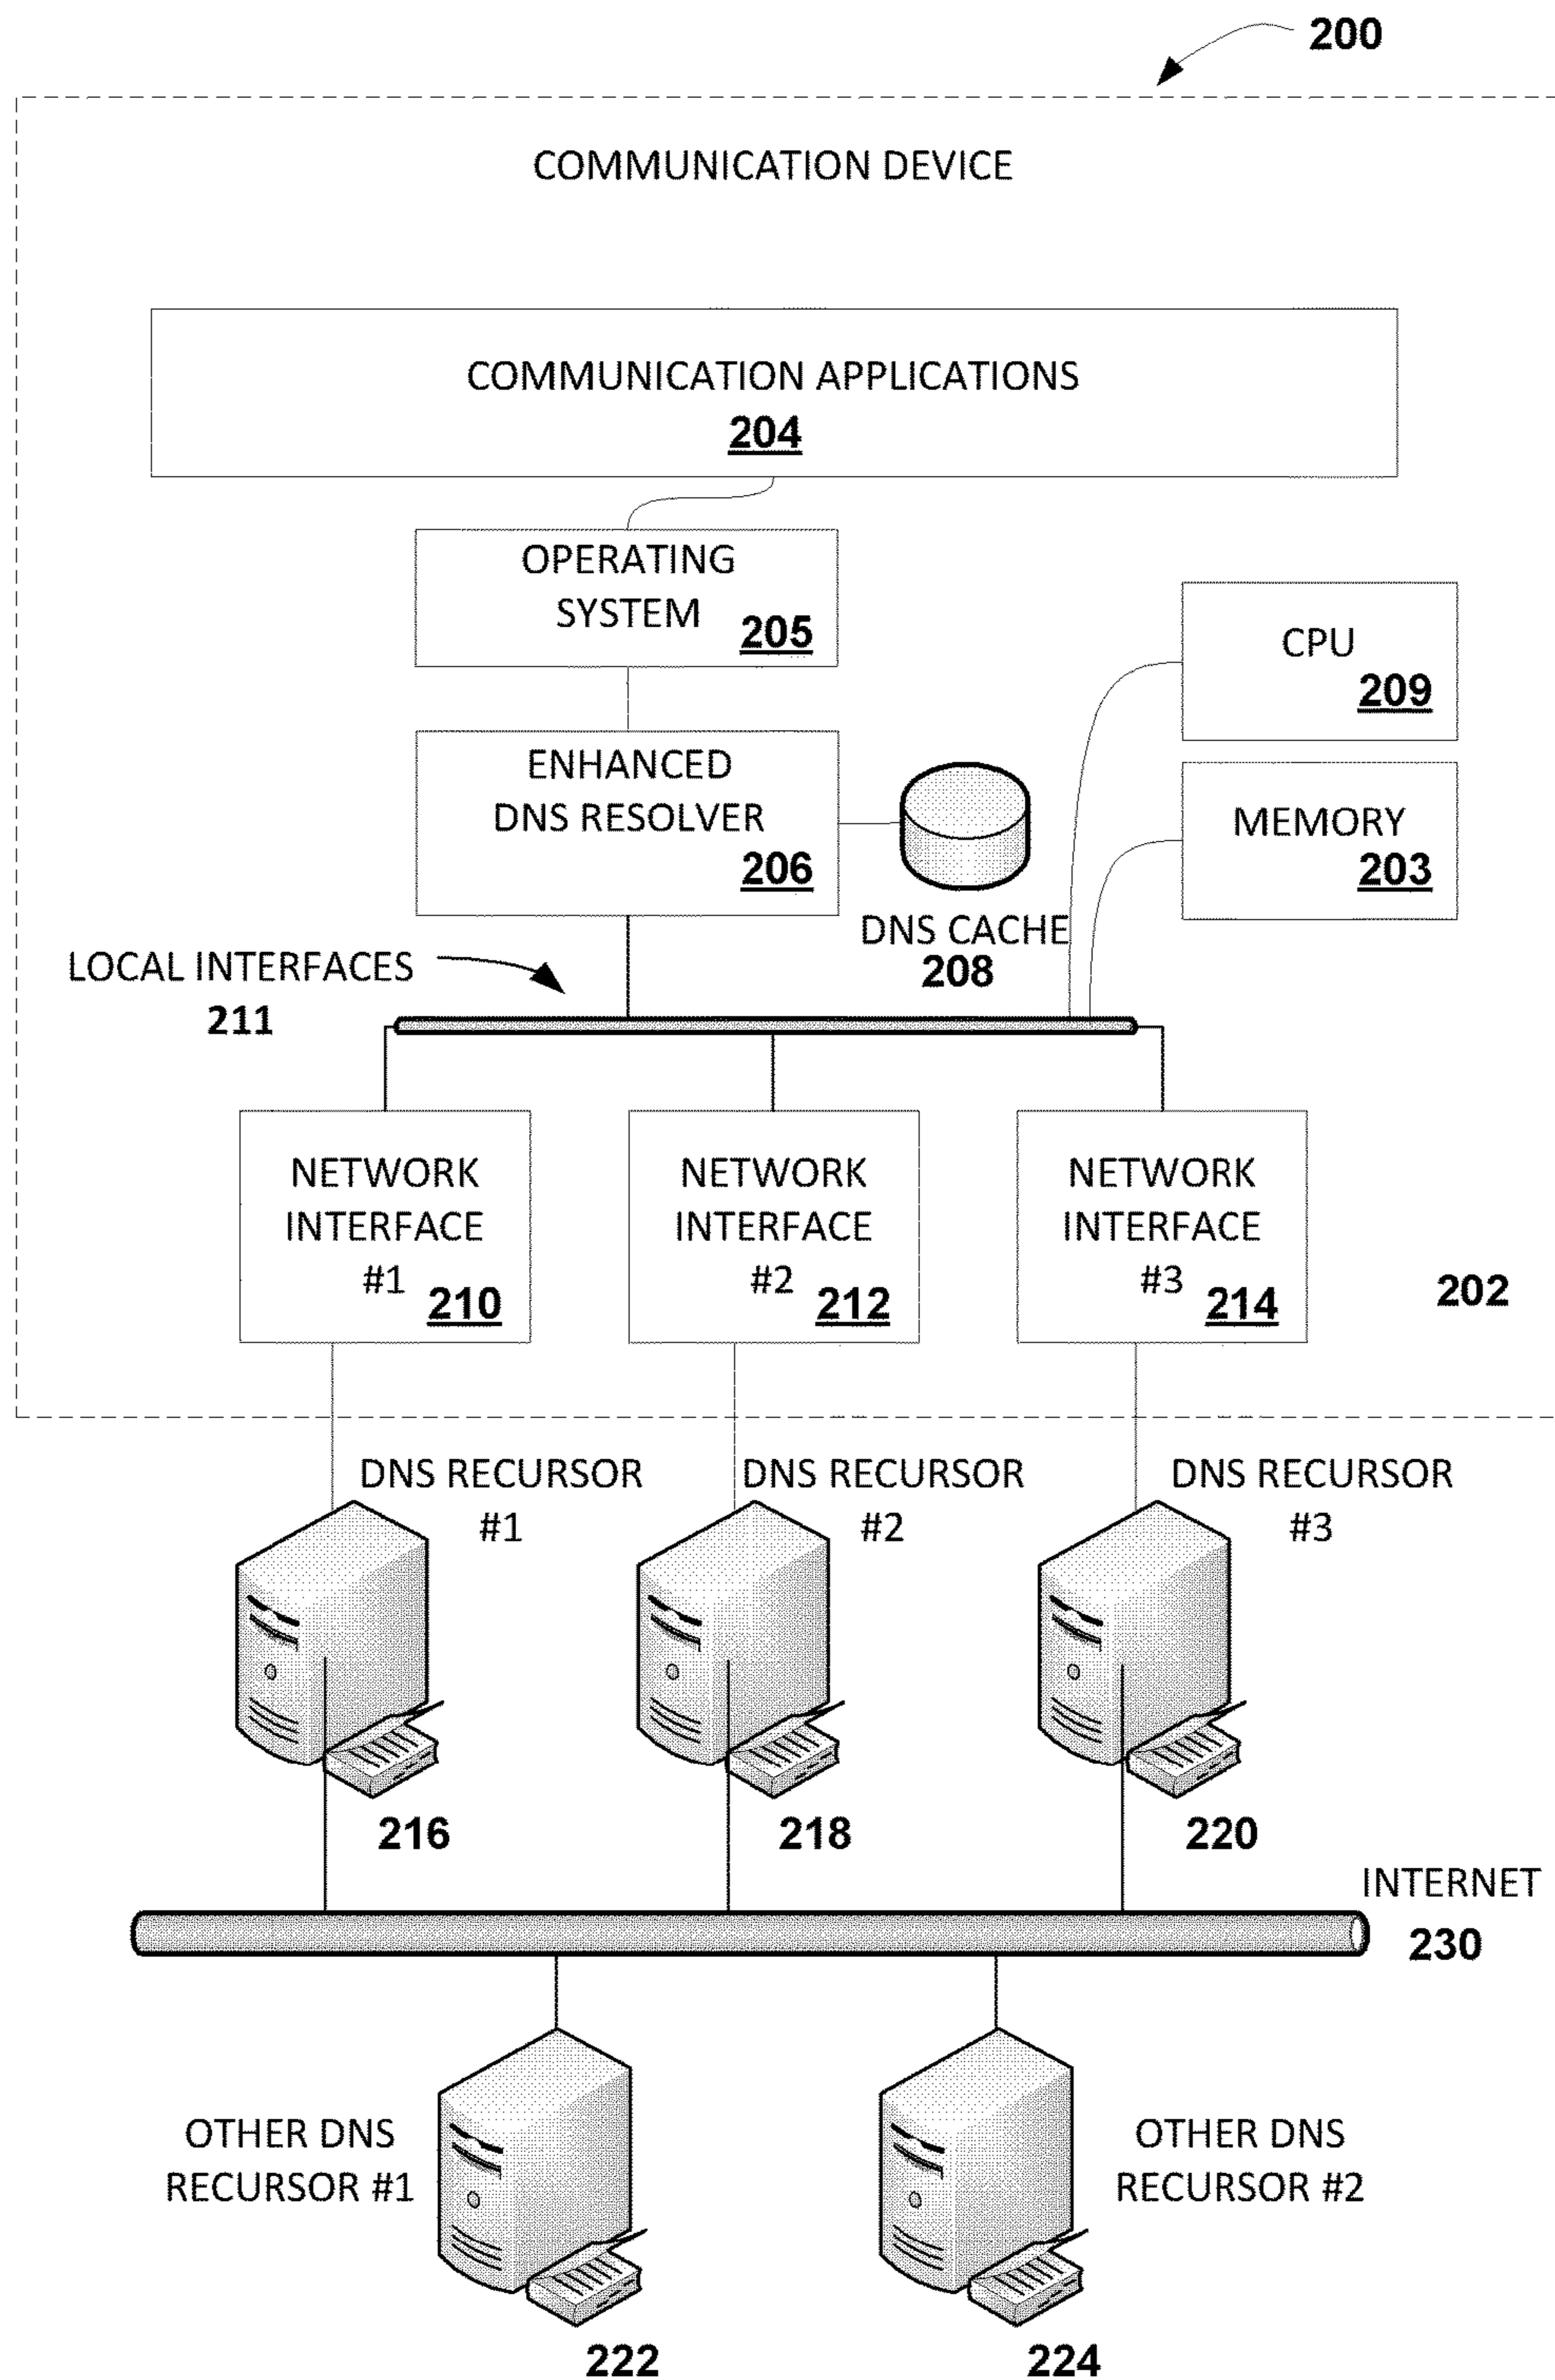 200
COMMUNICATION DEVICE
COMMUNICATION APPLICATIONS
204
OPERATING
SYSTEM
205
CPU
209
ENHANCED
DNS RESOLVER
206
MEMORY
203
DNS CACHE
208
LOCAL INTERFACES
211
NETWORK
INTERFACE
#1
210
NETWORK
INTERFACE
#2
212
NETWORK
INTERFACE
#3
214
202
DNS RECURSOR
#1
DNS RECURSOR
#2
DNS RECURSOR
#3
216
218
220
INTERNET
230
OTHER DNS
RECURSOR #1
OTHER DNS
RECURSOR #2
222
224